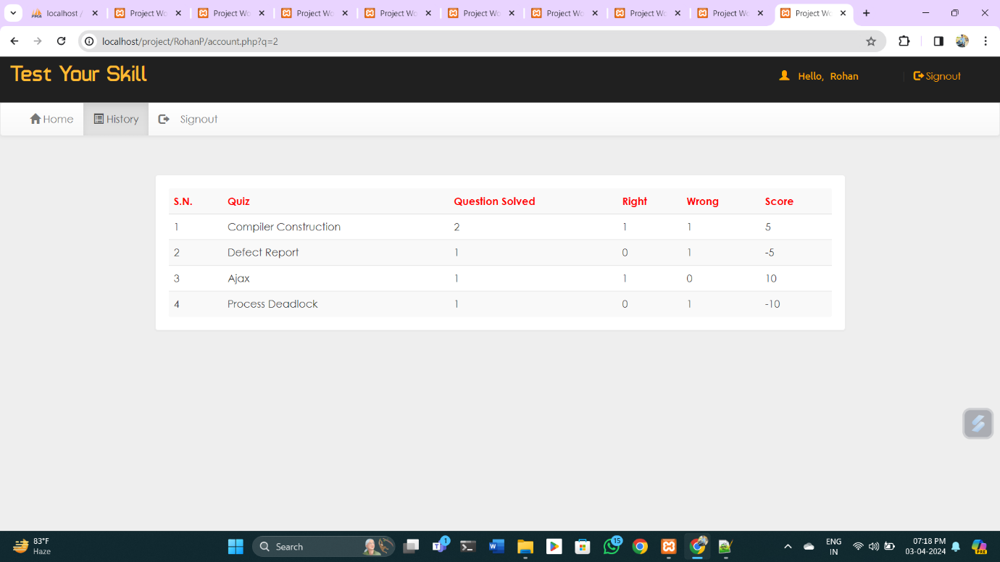 localhost / Project Wo Project Wo Project Wo Project Wo Project Wo Project Wo Project Wo Project Wo Project Wo
localhost/project/RohanP/account.php?q=2
Test Your Skill
Hello, Rohan
Signout
Home History Signout
S.N. Quiz Question Solved Right Wrong Score
1 Compiler Construction 2 1 1 5
2 Defect Report 1 0 1 -5
3 Ajax 1 1 0 10
4 Process Deadlock 1 0 1 -10
83°F
Haze
Search
1
15
ENG
IN
07:18 PM
03-04-2024
PRE